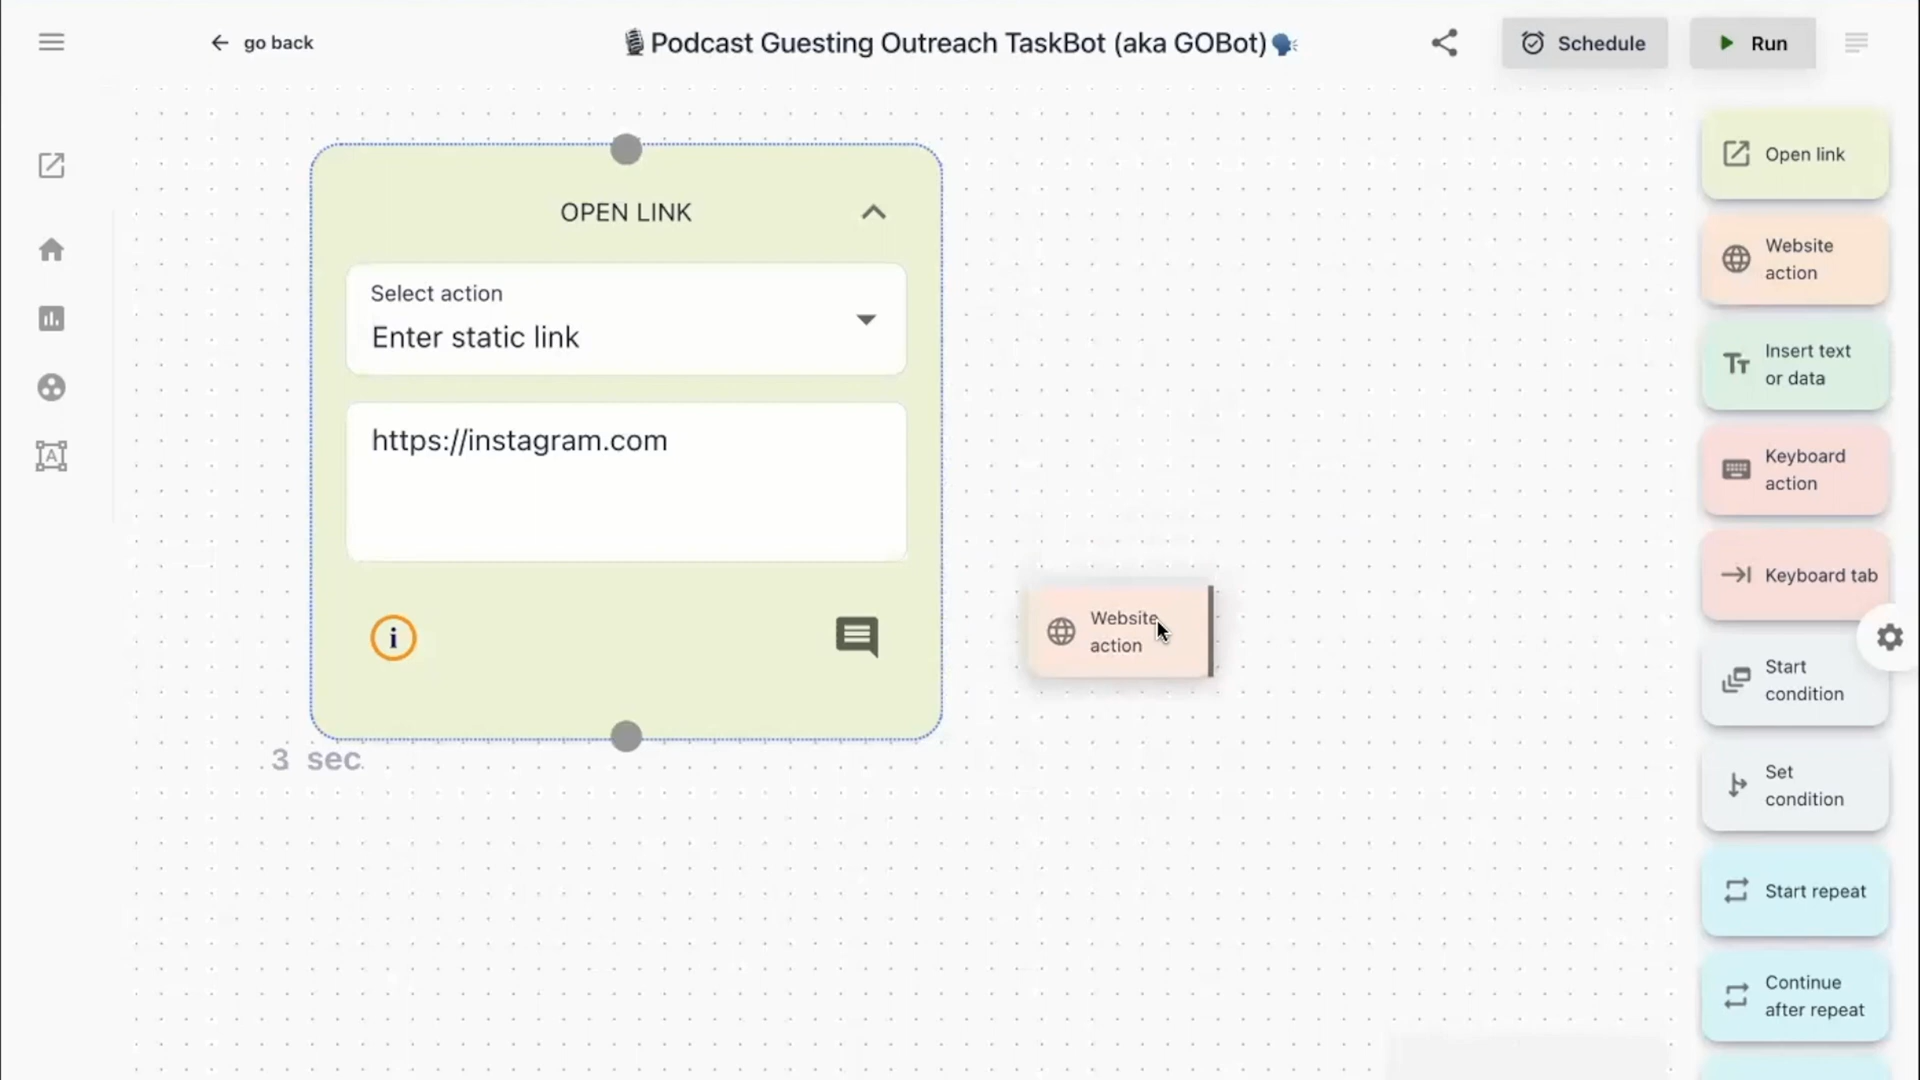 go back
🎙️Podcast Guesting Outreach TaskBot (aka GOBot)🗣️
Schedule
Run
OPEN LINK
Select action
Enter static link
https://instagram.com
i
3 sec
Website
action
A
Open link
Website
action
Insert text
or data
Keyboard
action
Keyboard tab
Start
condition
Set
condition
Start repeat
Continue
after repeat